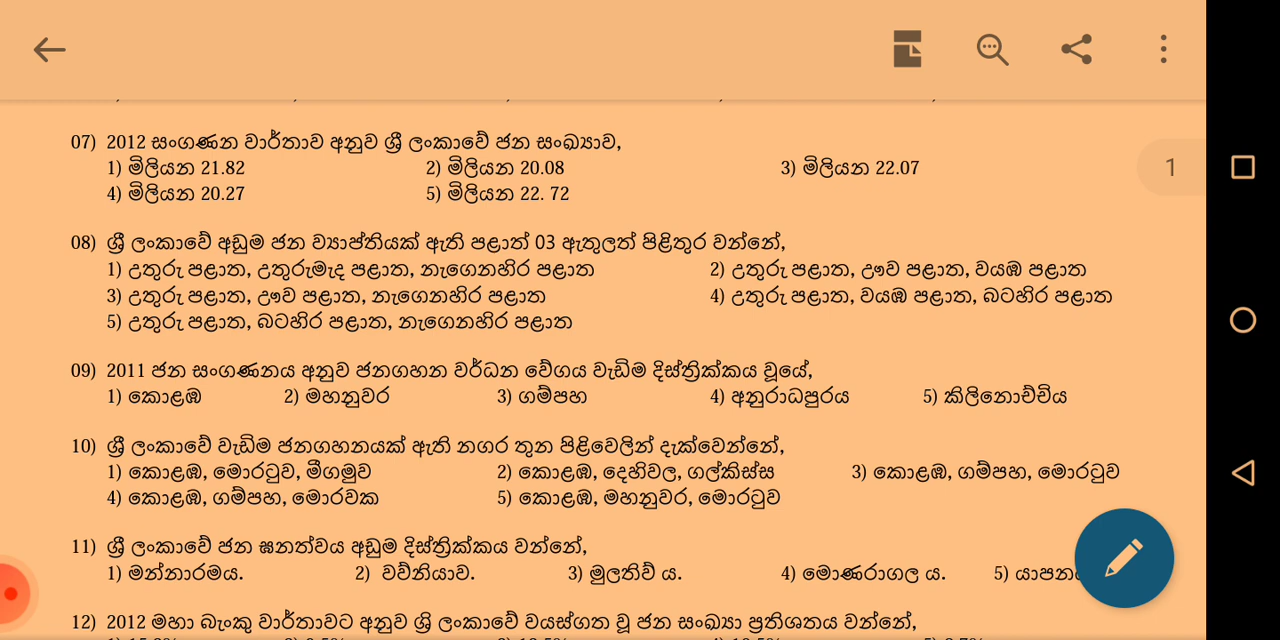 1
07) 2012 සංගණන වාර්තාව අනුව ශ්‍රී ලංකාවේ ජන සංඛ්‍යාව,
1) මිලියන 21.82 2) මිලියන 20.08 3) මිලියන 22.07
4) මිලියන 20.27 5) මිලියන 22. 72
08) ශ්‍රී ලංකාවේ අඩුම ජන ව්‍යාප්තියක් ඇති පළාත් 03 ඇතුලත් පිළිතුර වන්නේ,
1) උතුරු පළාත, උතුරුමැද පළාත, නැගෙනහිර පළාත 2) උතුරු පළාත, ඌව පළාත, වයඹ පළාත
3) උතුරු පළාත, ඌව පළාත, නැගෙනහිර පළාත 4) උතුරු පළාත, වයඹ පළාත, බටහිර පළාත
5) උතුරු පළාත, බටහිර පළාත, නැගෙනහිර පළාත
09) 2011 ජන සංගණනය අනුව ජනගහන වර්ධන වේගය වැඩිම දිස්ත්‍රික්කය වූයේ,
1) කොළඹ 2) මහනුවර 3) ගම්පහ 4) අනුරාධපුරය 5) කිලිනොච්චිය
10) ශ්‍රී ලංකාවේ වැඩිම ජනගහනයක් ඇති නගර තුන පිළිවෙලින් දැක්වෙන්නේ,
1) කොළඹ, මොරටුව, මීගමුව 2) කොළඹ, දෙහිවල, ගල්කිස්ස 3) කොළඹ, ගම්පහ, මොරටුව
4) කොළඹ, ගම්පහ, මොරවක 5) කොළඹ, මහනුවර, මොරටුව
11) ශ්‍රී ලංකාවේ ජන ඝනත්වය අඩුම දිස්ත්‍රික්කය වන්නේ,
1) මන්නාරමය. 2) වව්නියාව. 3) මුලතිව් ය. 4) මොණරාගල ය. 5)
12) 2012 මහා බැංකු වාර්තාවට අනුව ශ්‍රි ලංකාවේ වයස්ගත වූ ජන සංඛ්‍යා ප්‍රතිශතය වන්නේ,